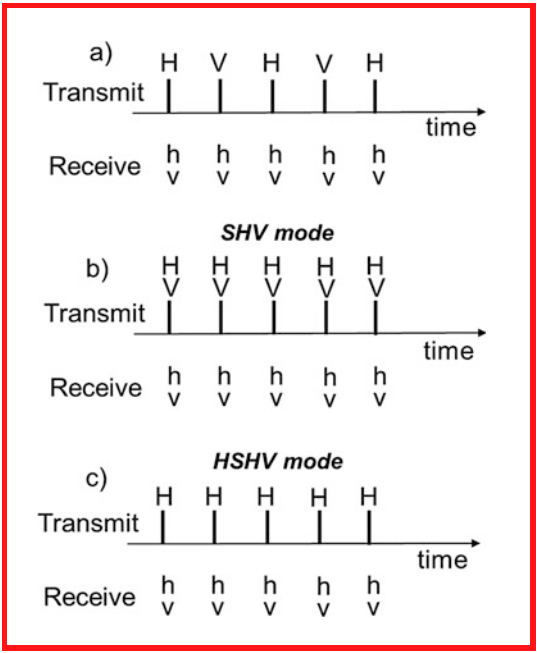 a)
H V H V H
Transmit
time
h h h h h
Receive
v v v v v
SHV mode
b)
H H H H H
V V V V V
Transmit
time
h h h h h
Receive
v v v v v
HSHV mode
c)
H H H H H
Transmit
time
h h h h h
Receive
v v v v v